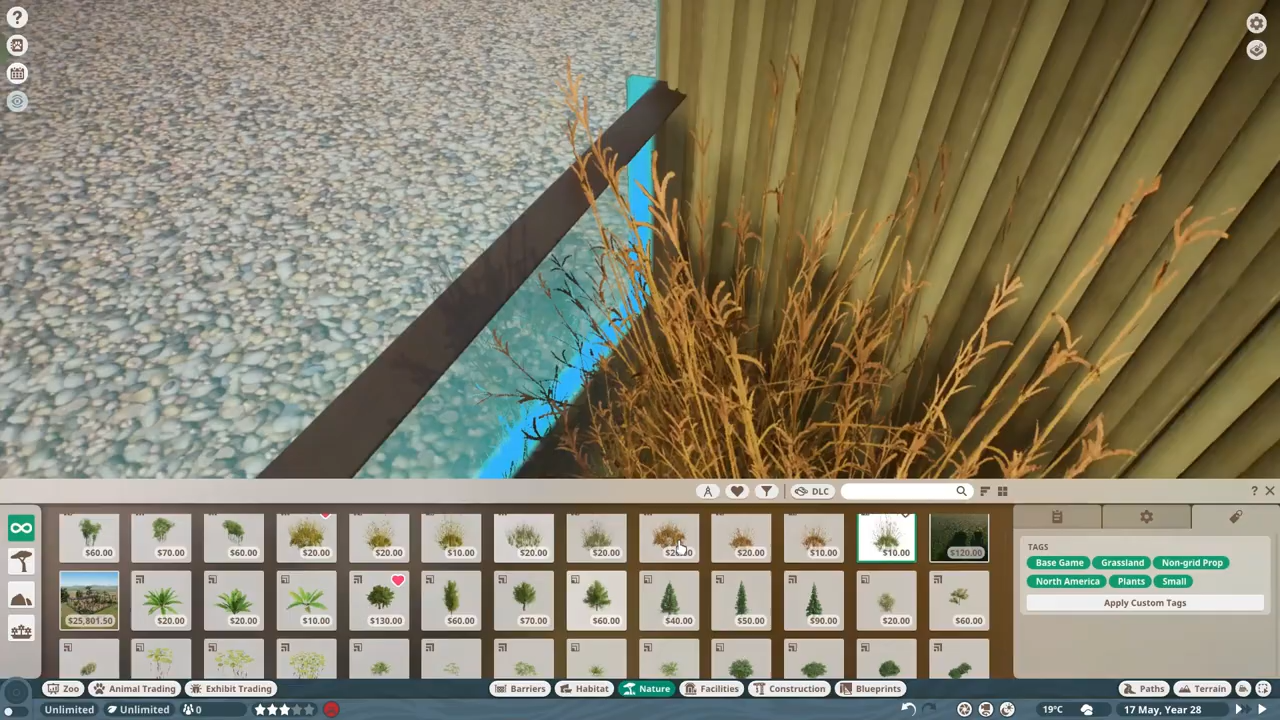 ?
DLC
? ×
$60.00 $70.00 $60.00 $20.00 $20.00 $10.00 $20.00 $20.00 $20.00 $20.00 $10.00 $10.00 $120.00
$25,801.50 $20.00 $20.00 $10.00 $130.00 $60.00 $70.00 $60.00 $40.00 $50.00 $90.00 $20.00 $60.00
TAGS
Base Game Grassland Non-grid Prop
North America Plants Small
Apply Custom Tags
Zoo Animal Trading Exhibit Trading Barriers Habitat Nature Facilities Construction Blueprints Paths Terrain
Unlimited Unlimited 0 19°C 17 May, Year 28